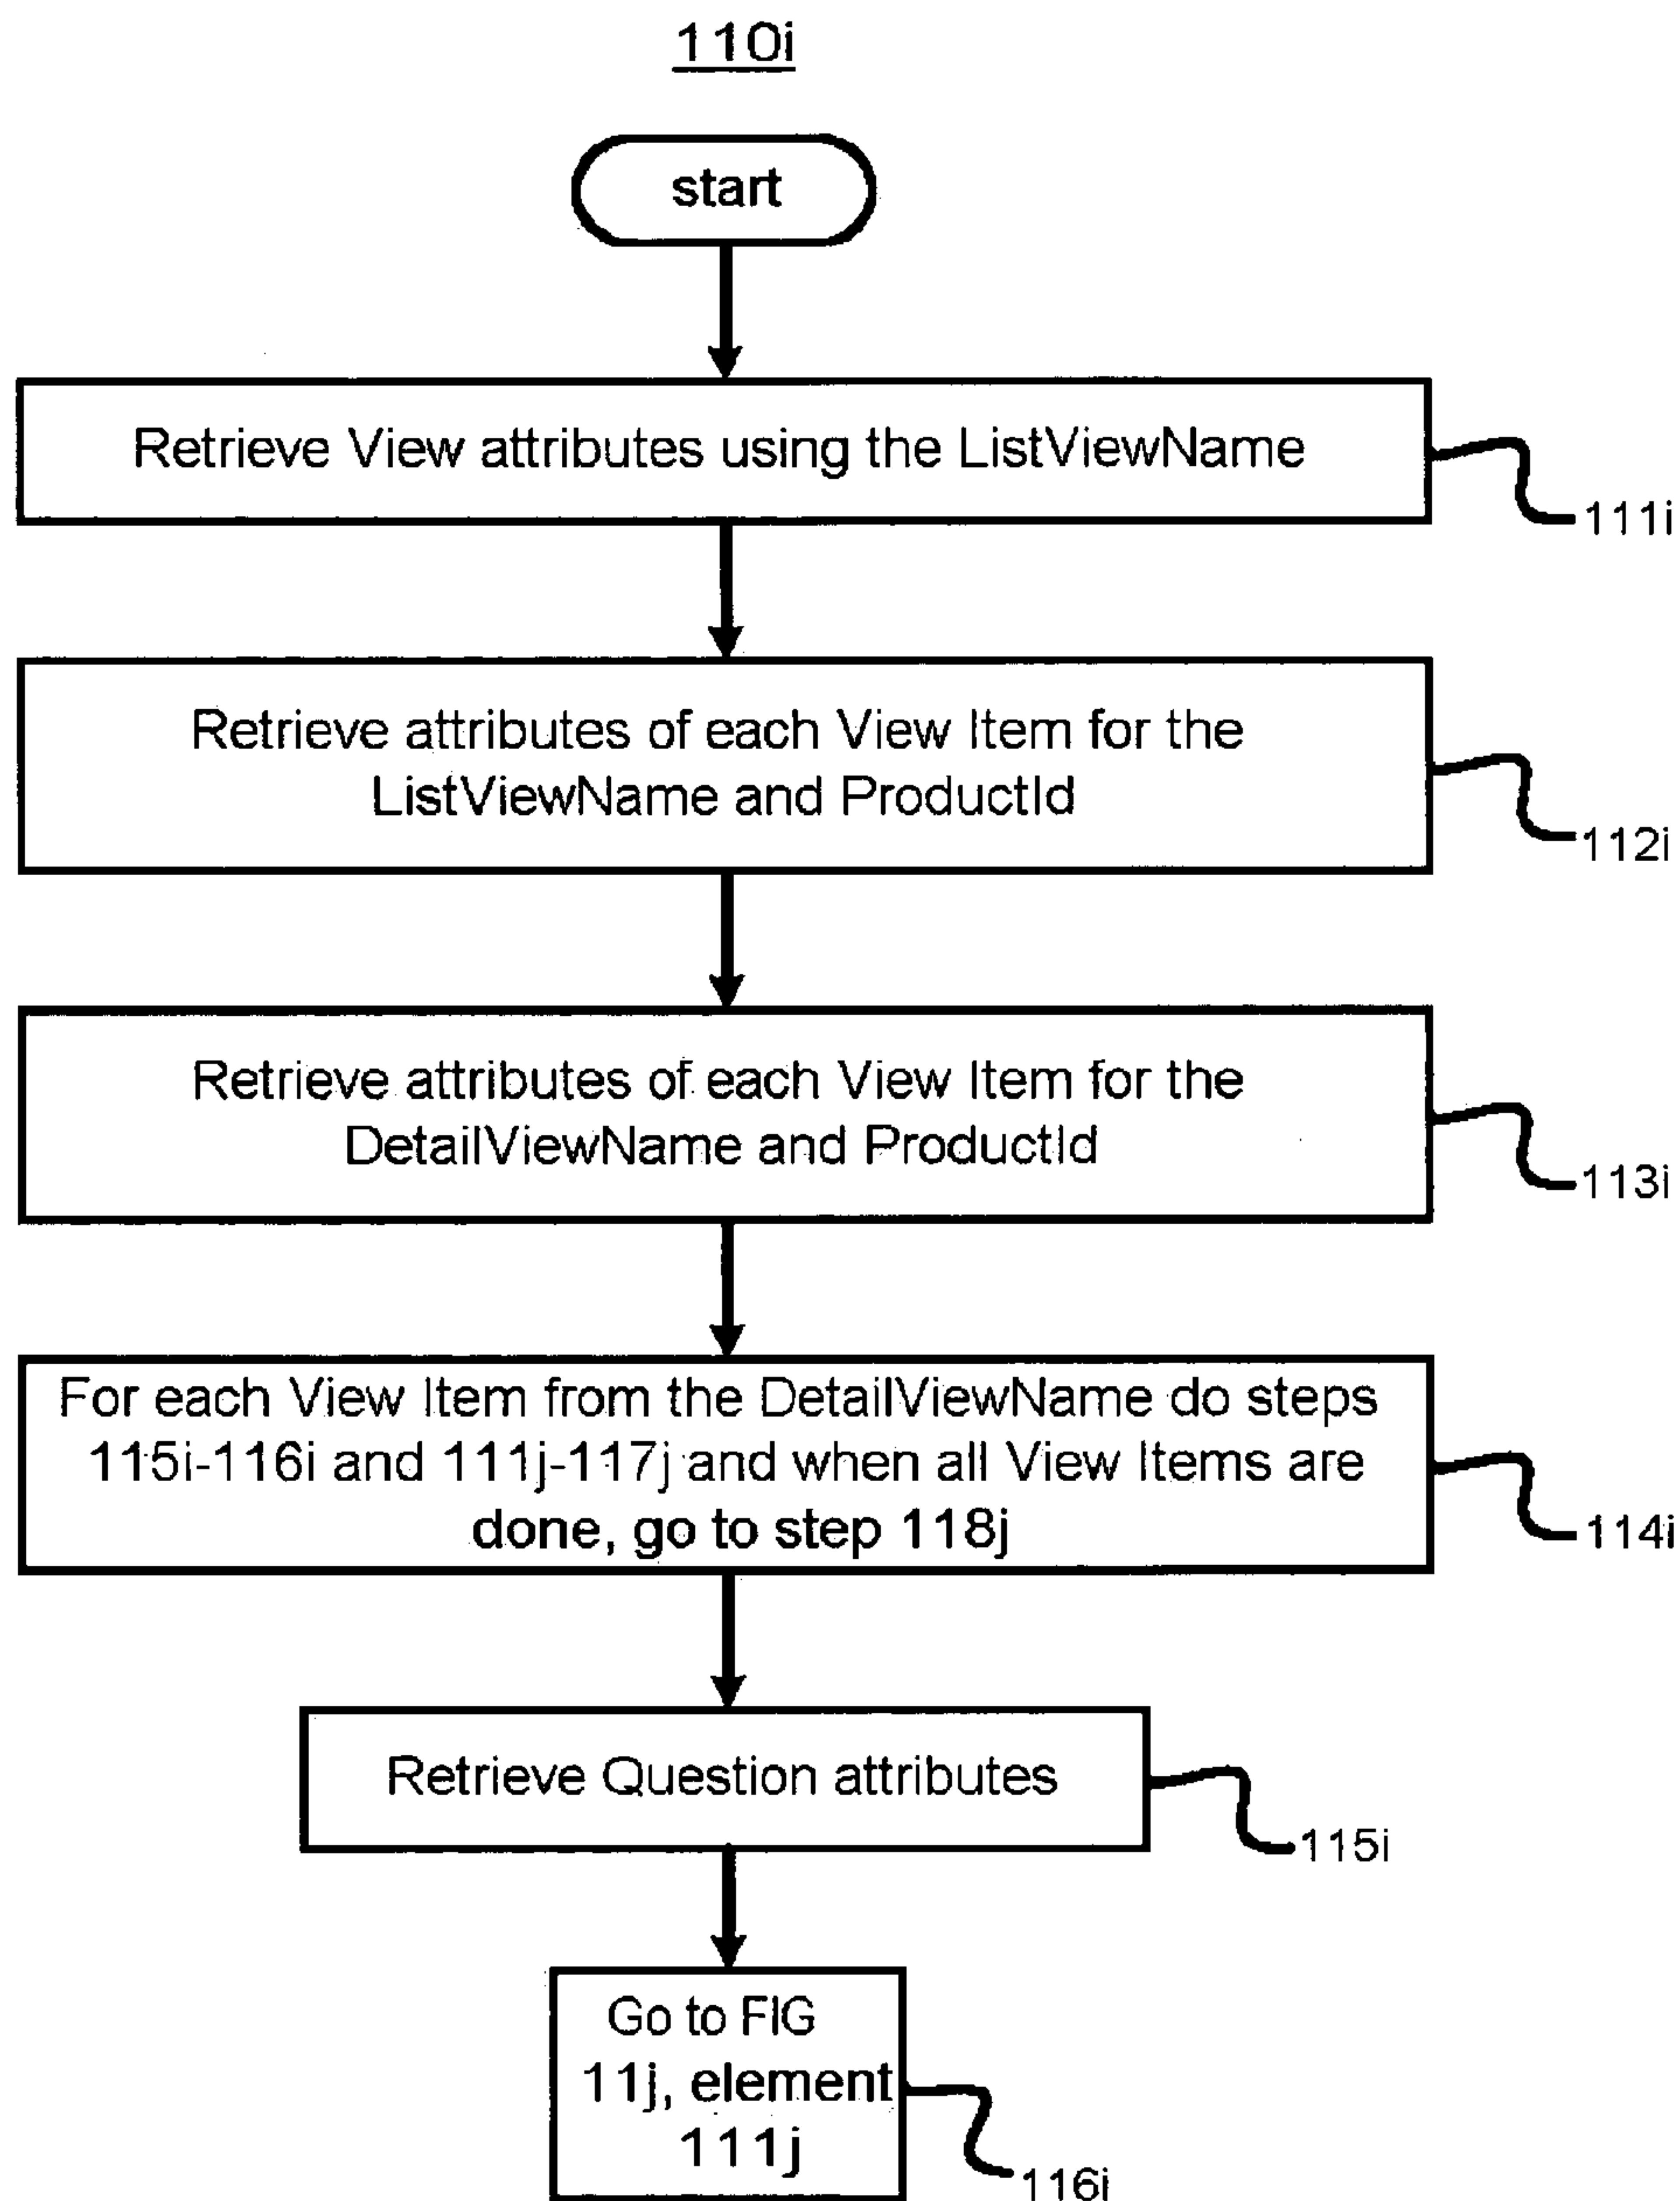 110i
start
Retrieve View attributes using the ListViewName
111i
Retrieve attributes of each View Item for the
ListViewName and ProductId
112i
Retrieve attributes of each View Item for the
DetailViewName and ProductId
113i
For each View Item from the DetailViewName do steps
115i-116i and 111j-117j and when all View Items are
done, go to step 118j
114i
Retrieve Question attributes
115i
Go to FIG
11j, element
111j
116i